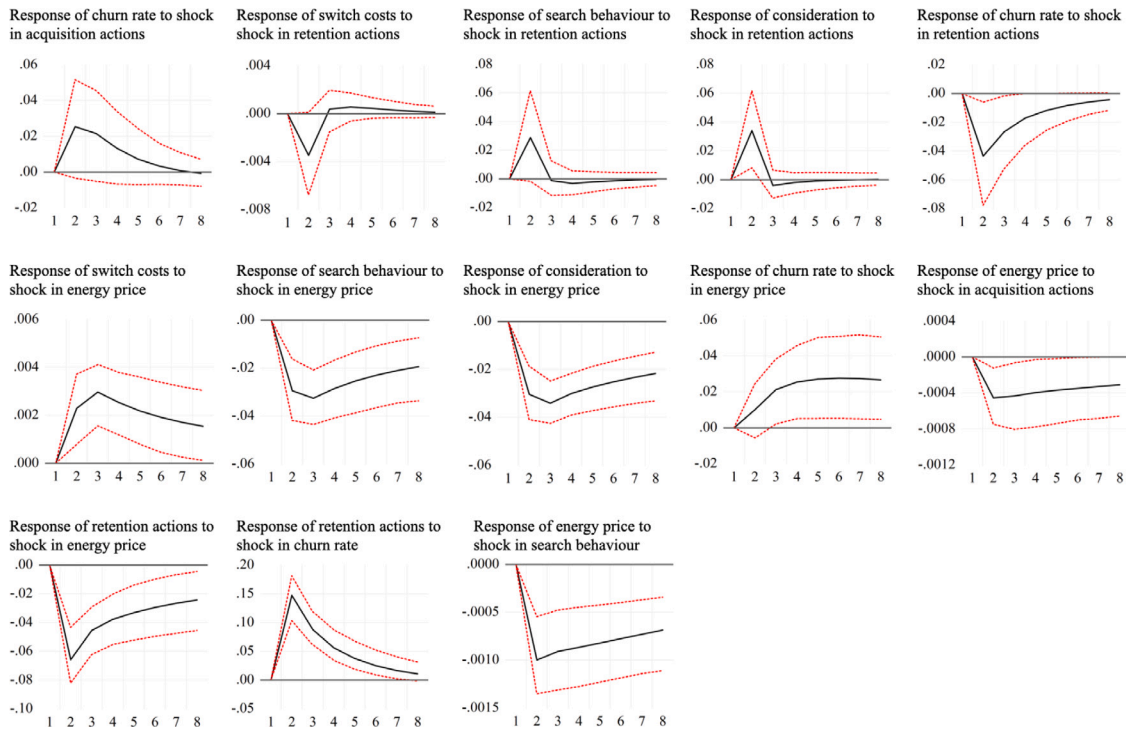 Response of churn rate to shock
in acquisition actions
.06
.04
.02
.00
-.02
1 2 3 4 5 6 7 8
Response of switch costs to
shock in retention actions
.004
.000
-.004
-.008
1 2 3 4 5 6 7 8
Response of search behaviour to
shock in retention actions
.08
.06
.04
.02
.00
-.02
1 2 3 4 5 6 7 8
Response of consideration to
shock in retention actions
.08
.06
.04
.02
.00
-.02
1 2 3 4 5 6 7 8
Response of churn rate to shock
in retention actions
.02
.00
-.02
-.04
-.06
-.08
1 2 3 4 5 6 7 8
Response of switch costs to
shock in energy price
.006
.004
.002
.000
1 2 3 4 5 6 7 8
Response of search behaviour to
shock in energy price
.00
-.02
-.04
-.06
1 2 3 4 5 6 7 8
Response of consideration to
shock in energy price
.00
-.02
-.04
-.06
1 2 3 4 5 6 7 8
Response of churn rate to shock
in energy price
.06
.04
.02
.00
-.02
1 2 3 4 5 6 7 8
Response of energy price to
shock in acquisition actions
.0004
.0000
-.0004
-.0008
-.0012
1 2 3 4 5 6 7 8
Response of retention actions to
shock in energy price
.00
-.02
-.04
-.06
-.08
-.10
1 2 3 4 5 6 7 8
Response of retention actions to
shock in churn rate
.20
.15
.10
.05
.00
-.05
1 2 3 4 5 6 7 8
Response of energy price to
shock in search behaviour
.0000
-.0005
-.0010
-.0015
1 2 3 4 5 6 7 8